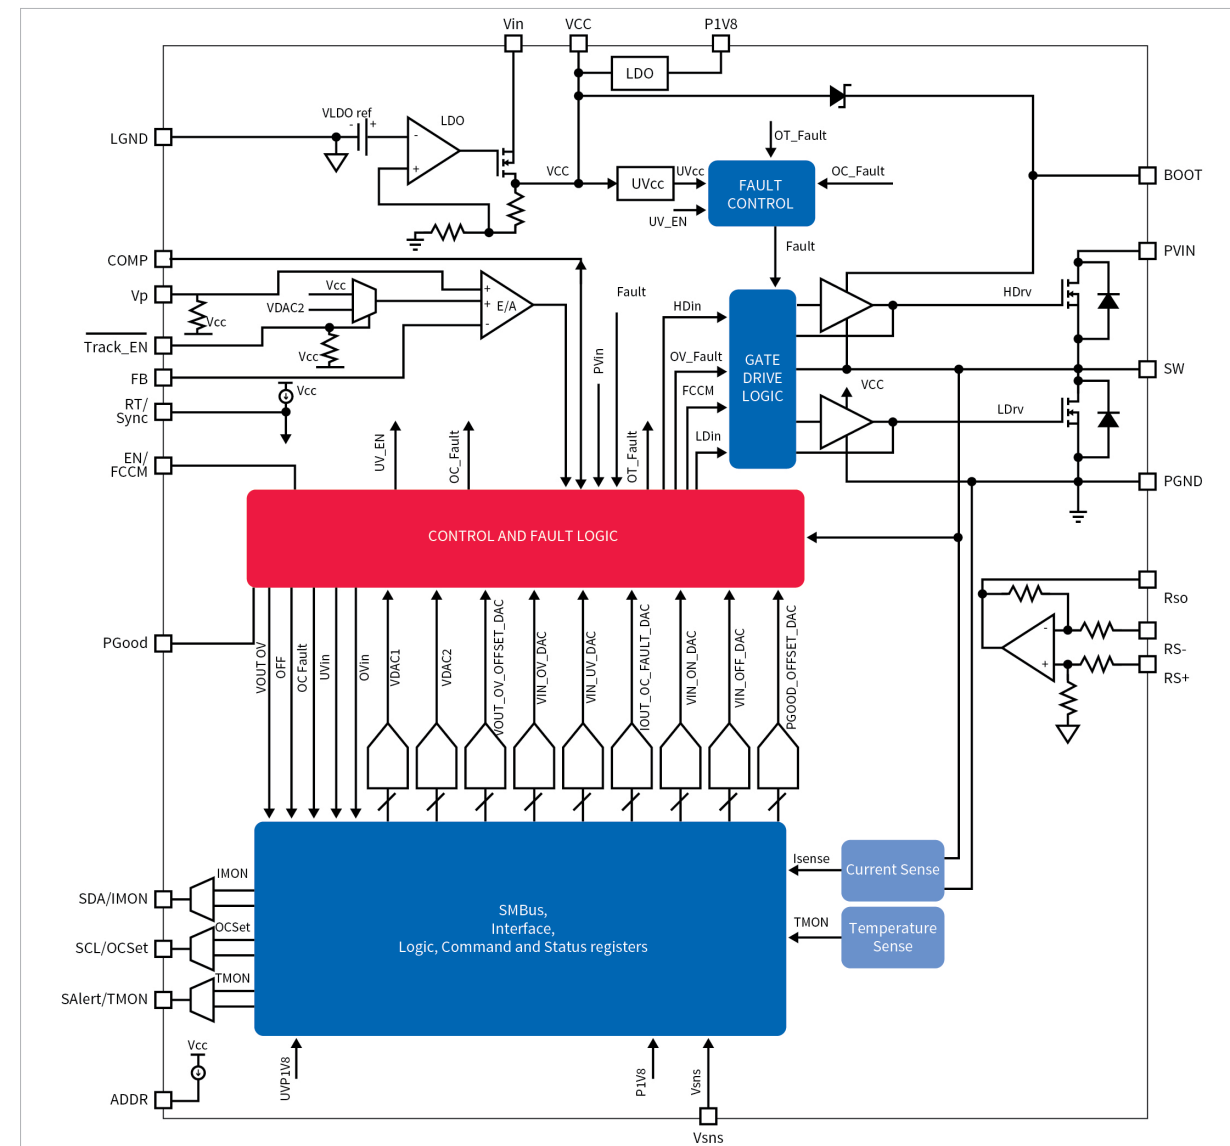 Vin
VCC
P1V8
LDO
VLDO ref
-
+
LDO
-
+
LGND
OT_Fault
VCC
UVcc
UVcc
FAULT
CONTROL
OC_Fault
UV_EN
BOOT
Fault
COMP
Vp
Vcc
Vcc
VDAC2
+
+
-
E/A
Track_EN
Vcc
FB
RT/
Sync
Vcc
EN/
FCCM
UV_EN
OC_Fault
PVin
Fault
OT_Fault
HDin
OV_Fault
FCCM
LDin
GATE
DRIVE
LOGIC
HDrv
VCC
LDrv
PVIN
SW
PGND
CONTROL AND FAULT LOGIC
Rso
RS-
RS+
-
+
PGood
VOUT OV
OFF
OC Fault
UVin
OVin
VDAC1
VDAC2
VOUT_OV_OFFSET_DAC
VIN_OV_DAC
VIN_UV_DAC
IOUT_OC_FAULT_DAC
VIN_ON_DAC
VIN_OFF_DAC
PGOOD_OFFSET_DAC
Isense
Current Sense
TMON
Temperature
Sense
SMBus,
Interface,
Logic, Command and Status registers
SDA/IMON
IMON
SCL/OCSet
OCSet
SAlert/TMON
TMON
Vcc
ADDR
UVP1V8
P1V8
Vsns
Vsns